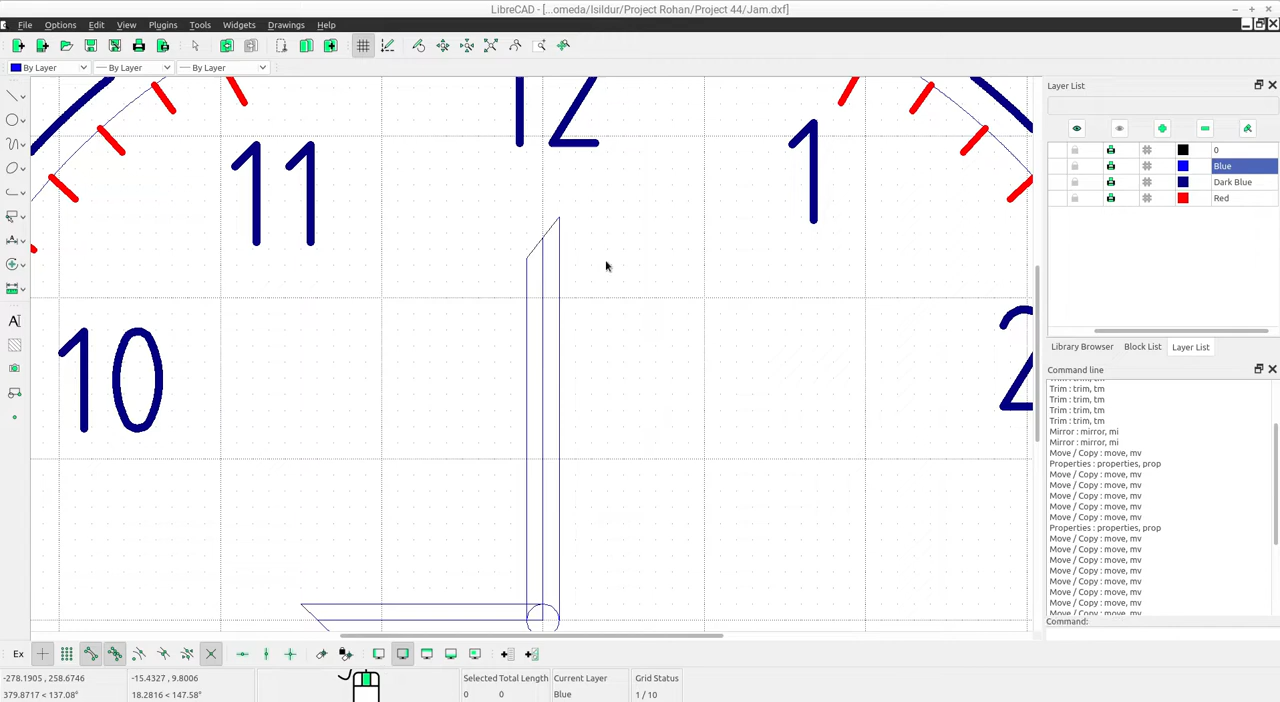 LibreCAD - [...omeda/Isildur/Project Rohan/Project 44/Jam.dxf]
File Options Edit View Plugins Tools Widgets Drawings Help
By Layer By Layer By Layer
Layer List
0
Blue
Dark Blue
Red
Library Browser Block List Layer List
12
11
1
10
2
Command line
Trim : trim, tm
Trim : trim, tm
Trim : trim, tm
Trim : trim, tm
Mirror : mirror, mi
Mirror : mirror, mi
Move / Copy : move, mv
Properties : properties, prop
Move / Copy : move, mv
Move / Copy : move, mv
Move / Copy : move, mv
Move / Copy : move, mv
Move / Copy : move, mv
Properties : properties, prop
Move / Copy : move, mv
Move / Copy : move, mv
Move / Copy : move, mv
Move / Copy : move, mv
Move / Copy : move, mv
Move / Copy : move, mv
Move / Copy : move, mv
Command:
Ex
-278.1905 , 258.6746 -15.4327 , 9.8006 Selected Total Length Current Layer Grid Status
379.8717 < 137.08° 18.2816 < 147.58° 0 0 Blue 1 / 10